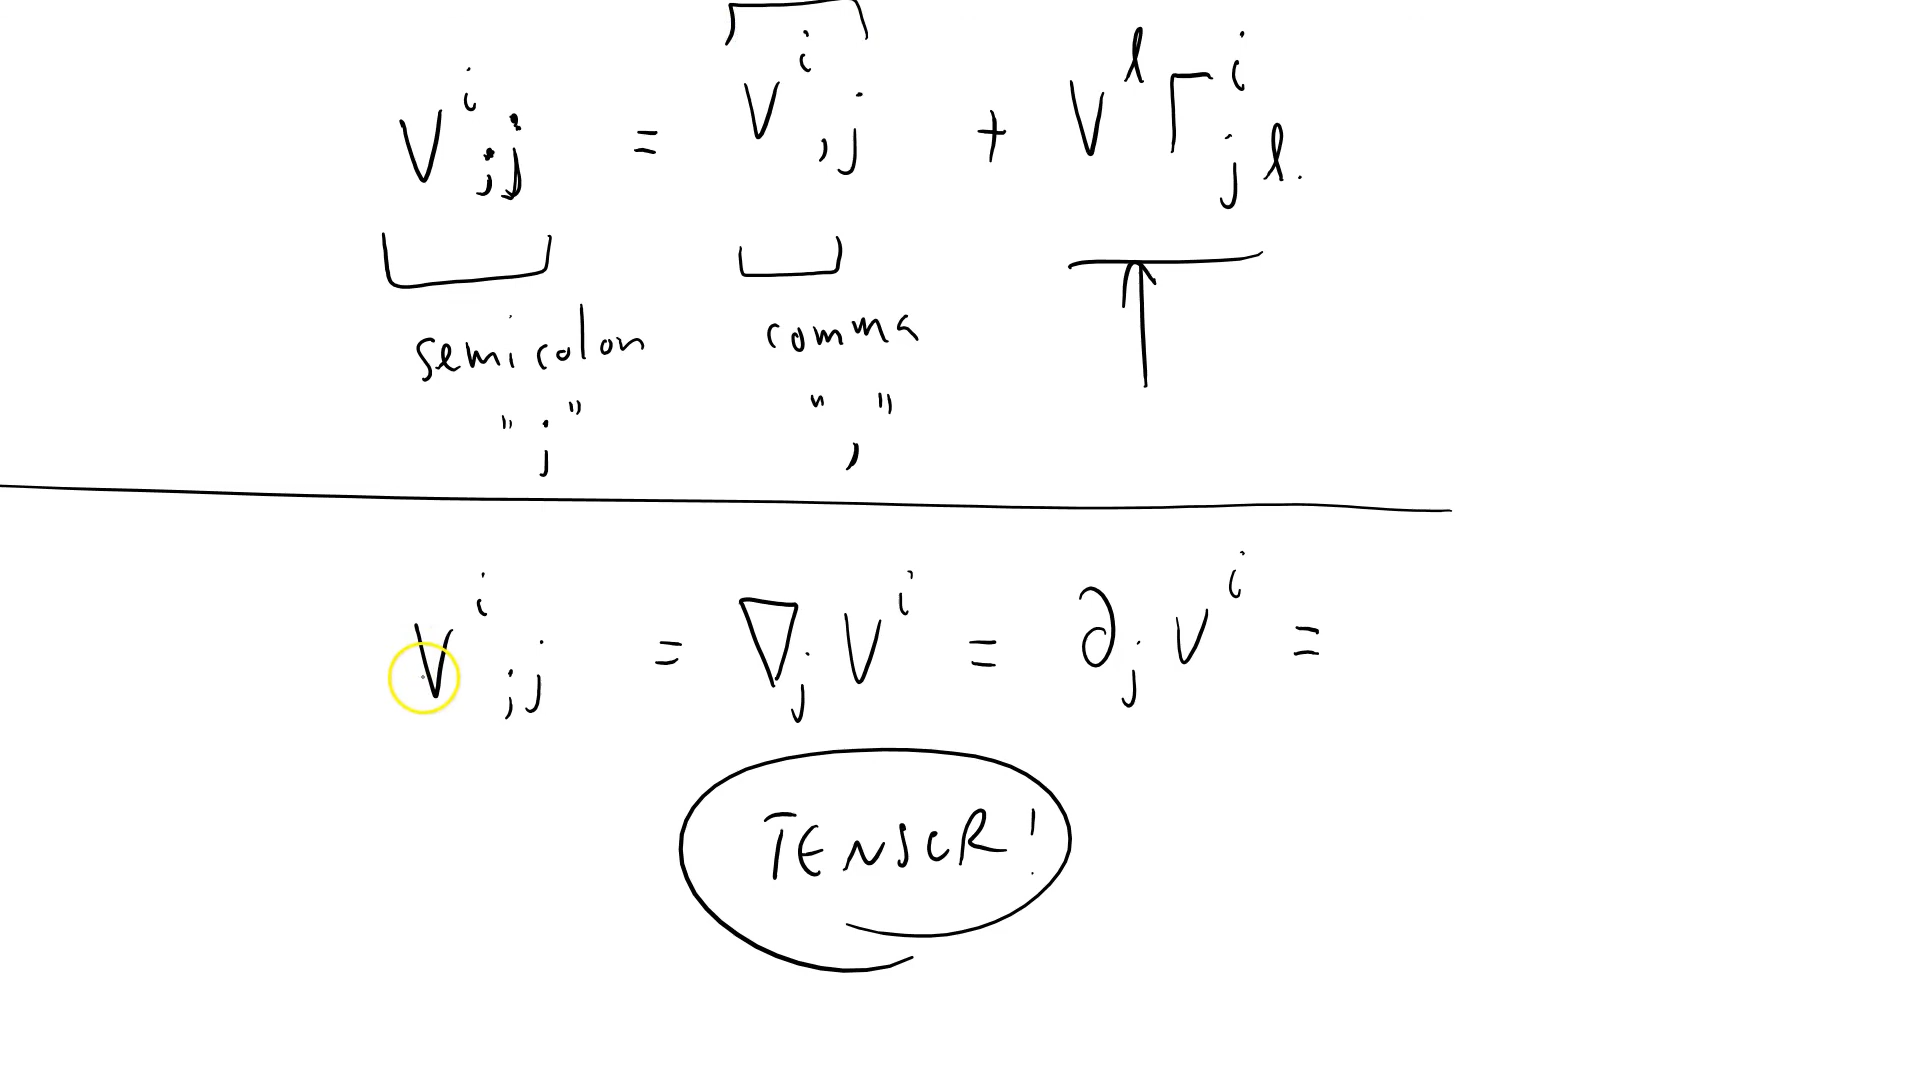 V^i_{;j} = V^i_{,j} + V^l Γ^i_{jl}.
semicolon comma
" ; " " , "
V^i_{;j} = ∇_j V^i = ∂_j V^i =
TENSOR!